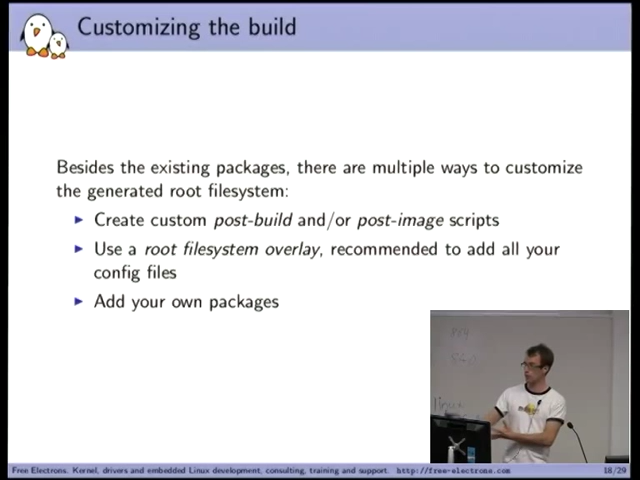 Customizing the build
Besides the existing packages, there are multiple ways to customize
the generated root filesystem:
Create custom post-build and/or post-image scripts
Use a root filesystem overlay, recommended to add all your
config files
Add your own packages
Free Electrons. Kernel, drivers and embedded Linux development, consulting, training and support. http://free-electrons.com 18/29